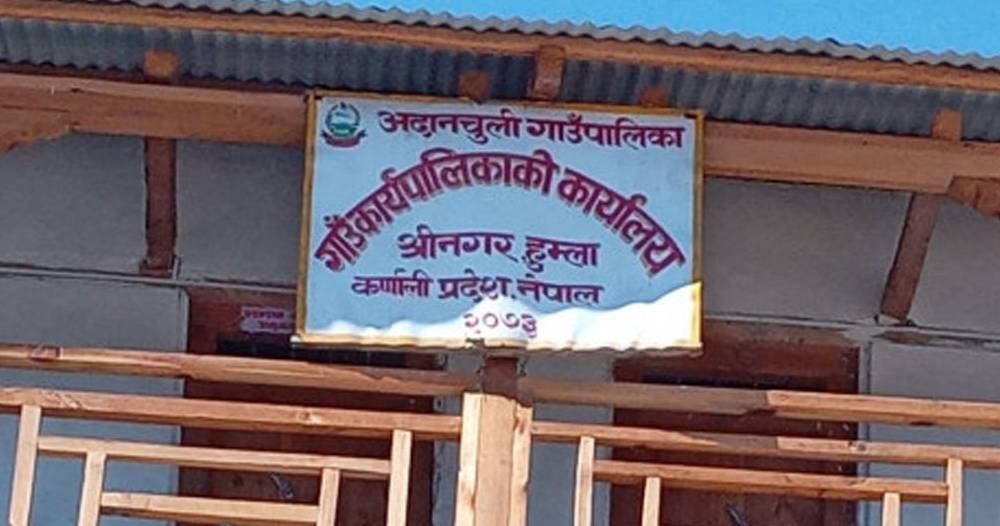 अदानचुली गाउँपालिका
गाउँकार्यपालिकाको कार्यालय
श्रीनगर,हुम्ला
कर्णाली प्रदेश,नेपाल
२०७३